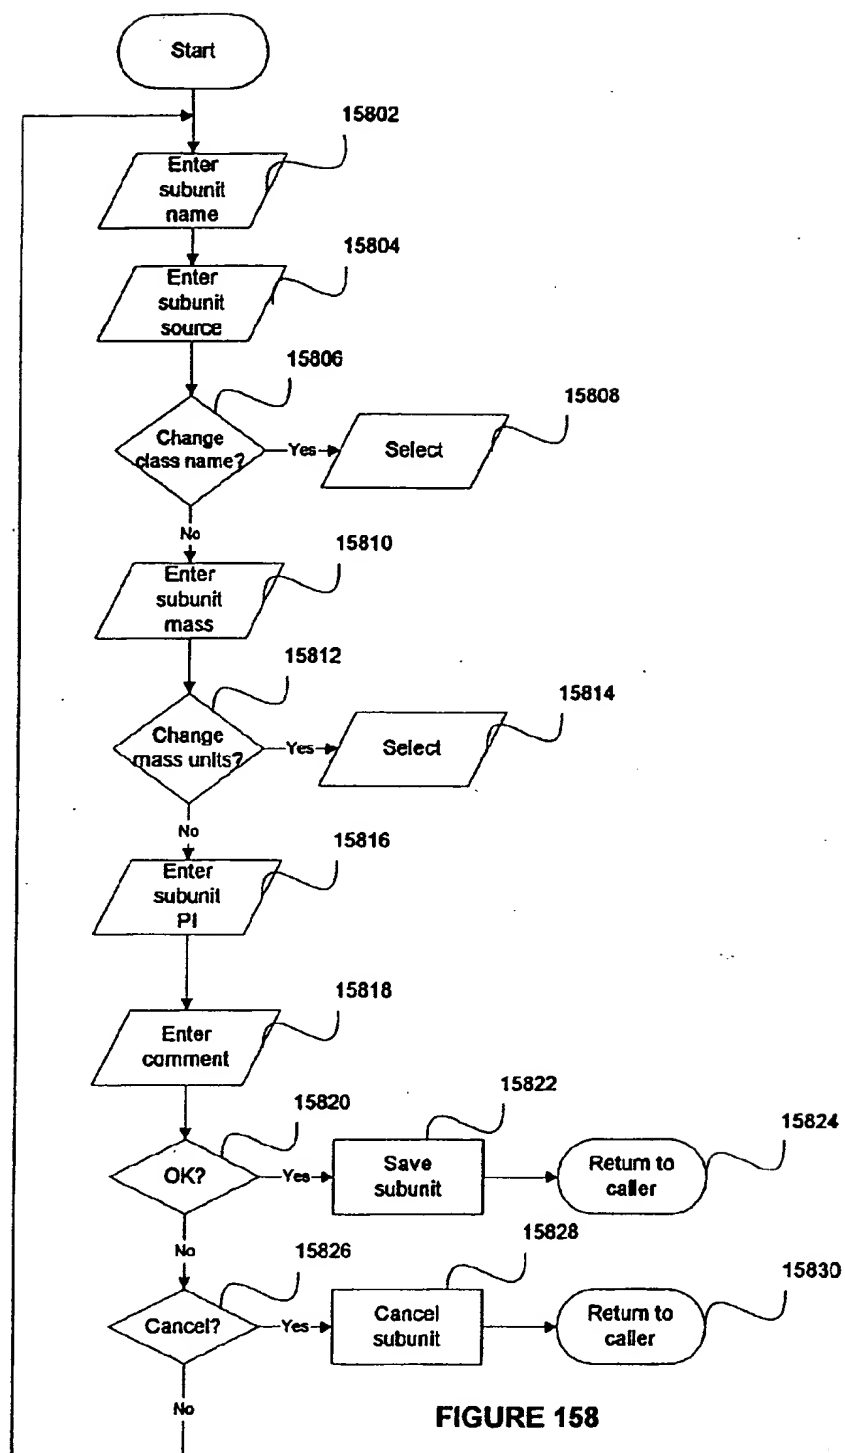 Start
15802
Enter
subunit
name
15804
Enter
subunit
source
15806
Change
class name?
Yes
15808
Select
No
15810
Enter
subunit
mass
15812
Change
mass units?
Yes
15814
Select
No
15816
Enter
subunit
PI
15818
Enter
comment
15820
OK?
Yes
15822
Save
subunit
15824
Return to
caller
No
15826
Cancel?
Yes
15828
Cancel
subunit
15830
Return to
caller
No
FIGURE 158